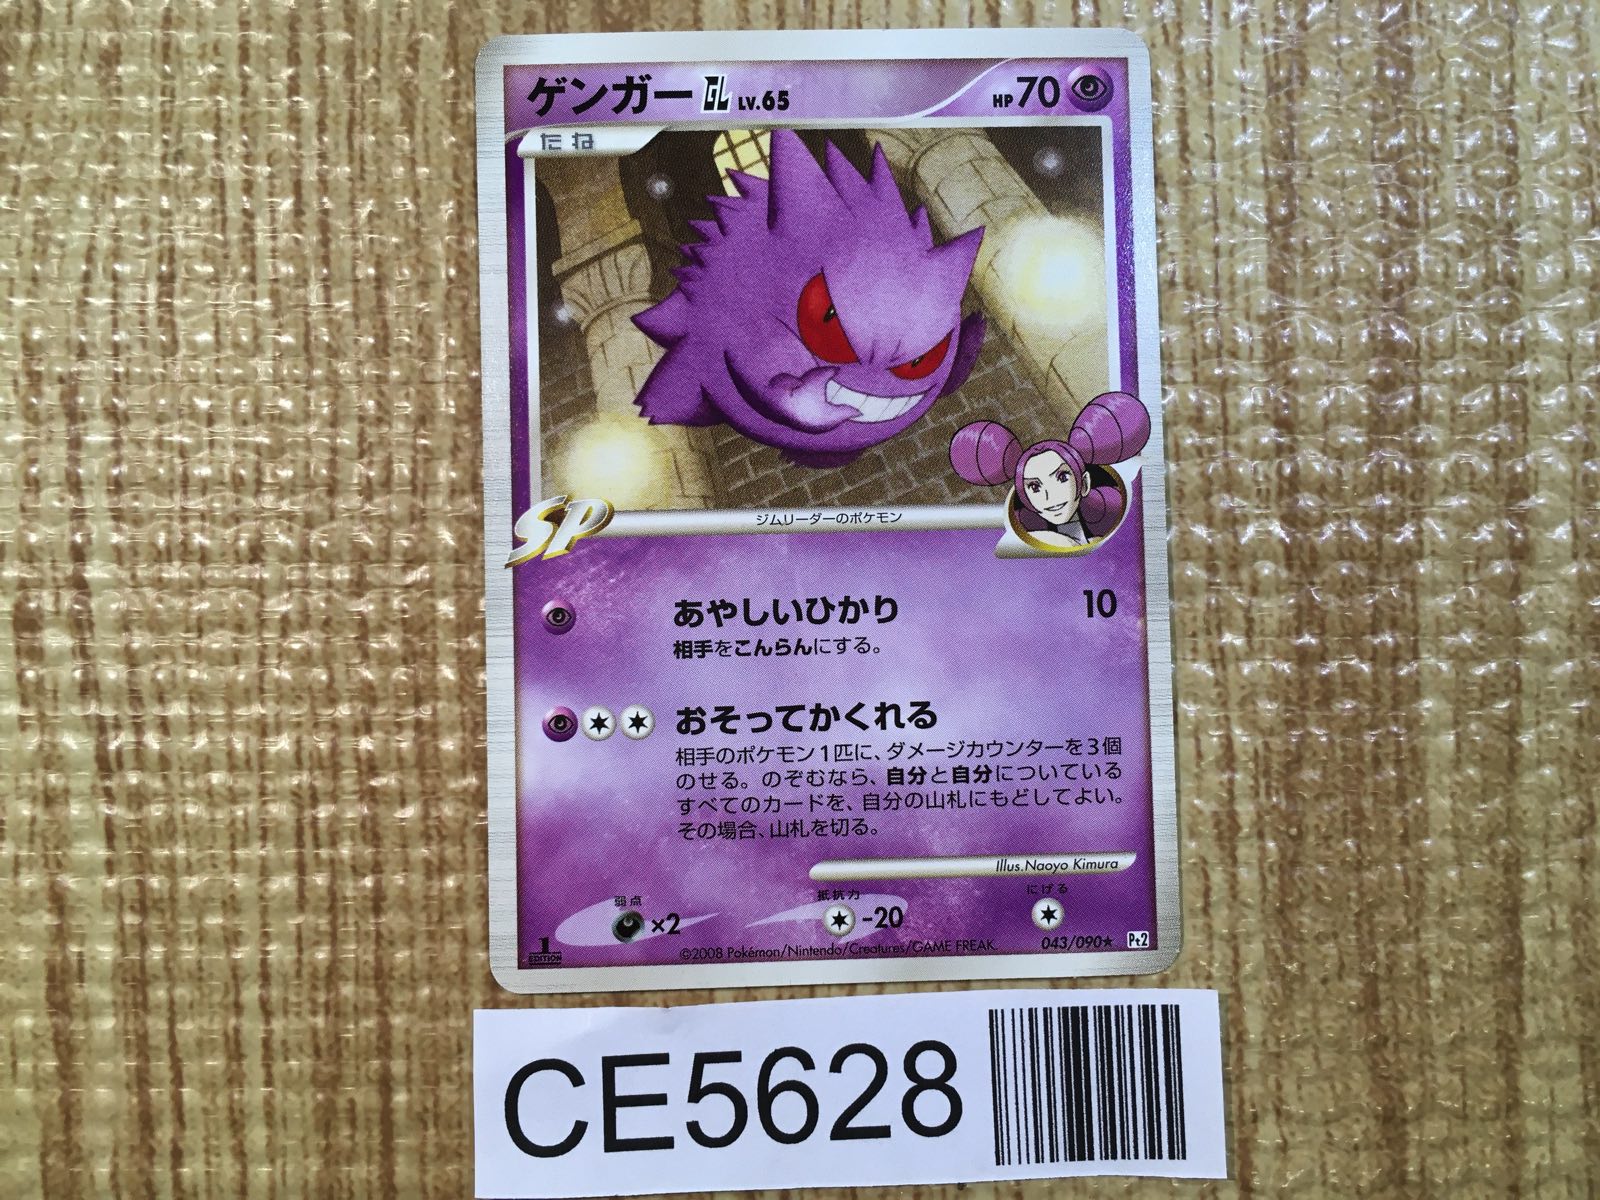 ゲンガー GL LV.65 HP70
たね
SP
ジムリーダーのポケモン
あやしいひかり 10
相手をこんらんにする。
おそってかくれる
相手のポケモン1匹に、ダメージカウンターを3個
のせる。のぞむなら、自分と自分についている
すべてのカードを、自分の山札にもどしてよい。
その場合、山札を切る。
Illus.Naoyo Kimura
弱点 抵抗力 にげる
×2 -20
1 EDITION ©2008 Pokémon/Nintendo/Creatures/GAME FREAK. 043/090★ Pt2
CE5628